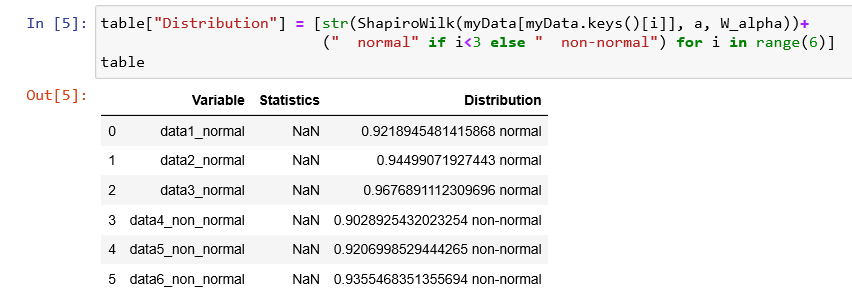 In [5]: table["Distribution"] = [str(ShapiroWilk(myData[myData.keys()[i]], a, W_alpha))+
("  normal" if i<3 else "  non-normal") for i in range(6)]
table
Out[5]:
Variable Statistics Distribution
0 data1_normal NaN 0.9218945481415868 normal
1 data2_normal NaN 0.94499071927443 normal
2 data3_normal NaN 0.9676891112309696 normal
3 data4_non_normal NaN 0.9028925432023254 non-normal
4 data5_non_normal NaN 0.9206998529444265 non-normal
5 data6_non_normal NaN 0.9355468351355694 non-normal